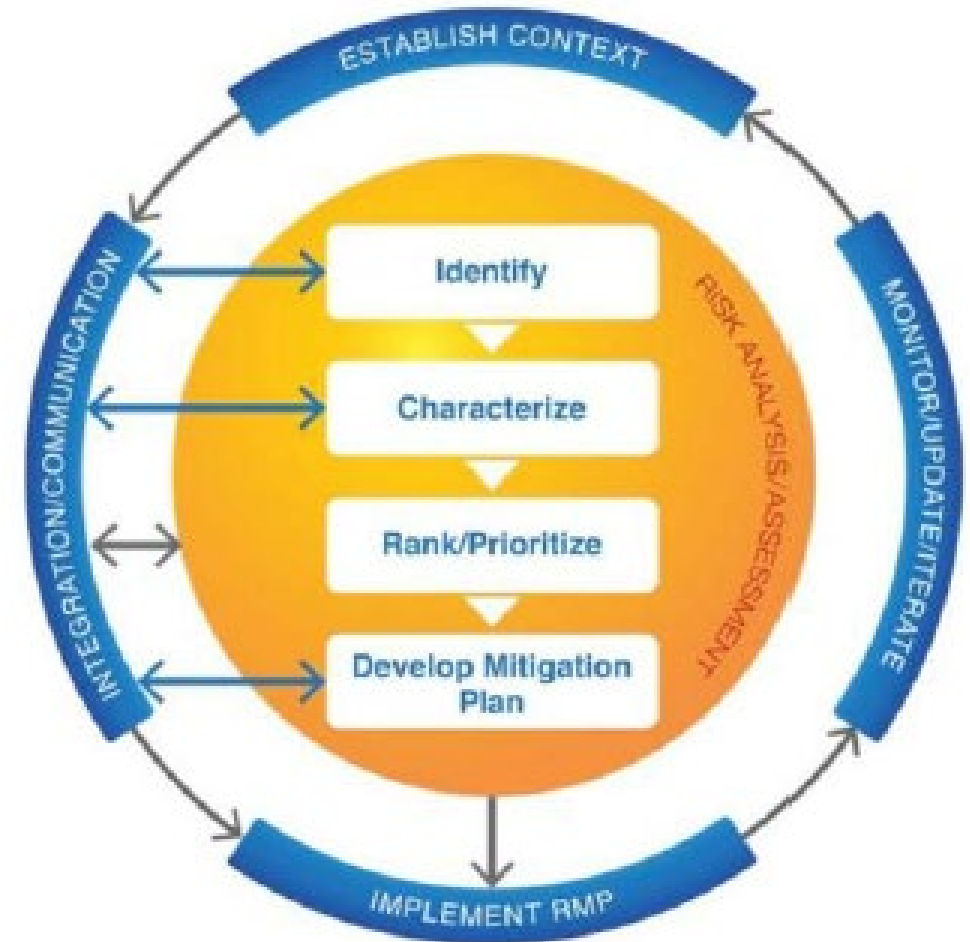 ESTABLISH CONTEXT
INTEGRATION/COMMUNICATION
Identify
Characterize
Rank/Prioritize
Develop Mitigation
Plan
RISK ANALYSIS/ASSESSMENT
MONITOR/UPDATE/ITERATE
IMPLEMENT RMP